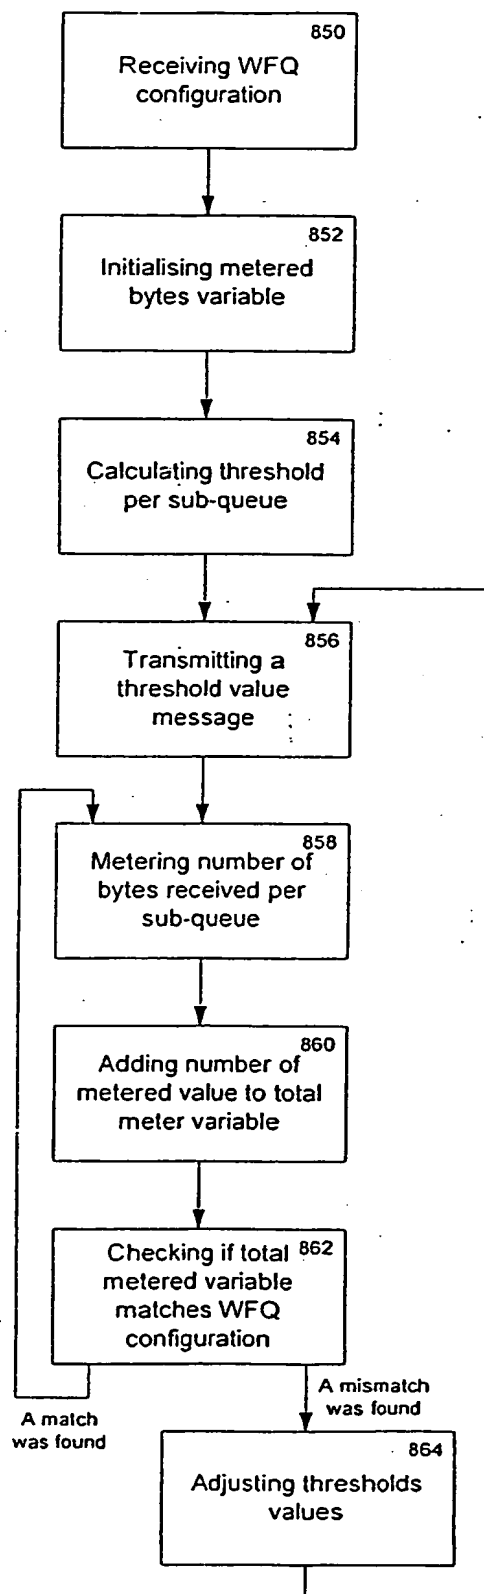 850
Receiving WFQ
configuration
852
Initialising metered
bytes variable
854
Calculating threshold
per sub-queue
856
Transmitting a
threshold value
message
858
Metering number of
bytes received per
sub-queue
860
Adding number of
metered value to total
meter variable
862
Checking if total
metered variable
matches WFQ
configuration
A match
was found
A mismatch
was found
864
Adjusting thresholds
values